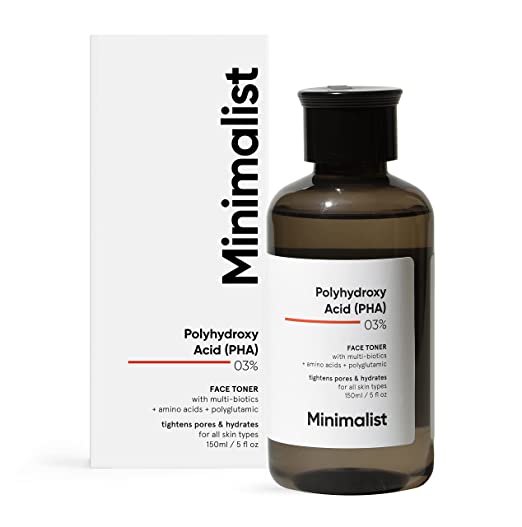 Minimalist
Polyhydroxy
Acid (PHA)
03%
FACE TONER
with multi-biotics
+ amino acids + polyglutamic
tightens pores & hydrates
for all skin types
150ml / 5 fl oz
Polyhydroxy
Acid (PHA)
03%
FACE TONER
with multi-biotics
+ amino acids + polyglutamic
tightens pores & hydrates
for all skin types
150ml / 5 fl oz
Minimalist